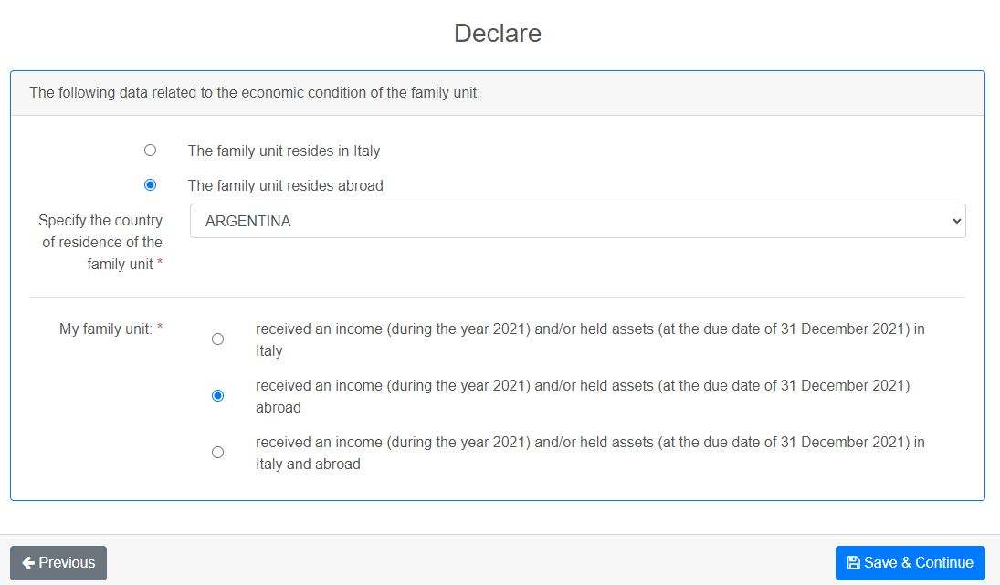 Declare
The following data related to the economic condition of the family unit:
The family unit resides in Italy
The family unit resides abroad
Specify the country
of residence of the
family unit *
ARGENTINA
My family unit: *
received an income (during the year 2021) and/or held assets (at the due date of 31 December 2021) in
Italy
received an income (during the year 2021) and/or held assets (at the due date of 31 December 2021)
abroad
received an income (during the year 2021) and/or held assets (at the due date of 31 December 2021) in
Italy and abroad
Previous
Save & Continue